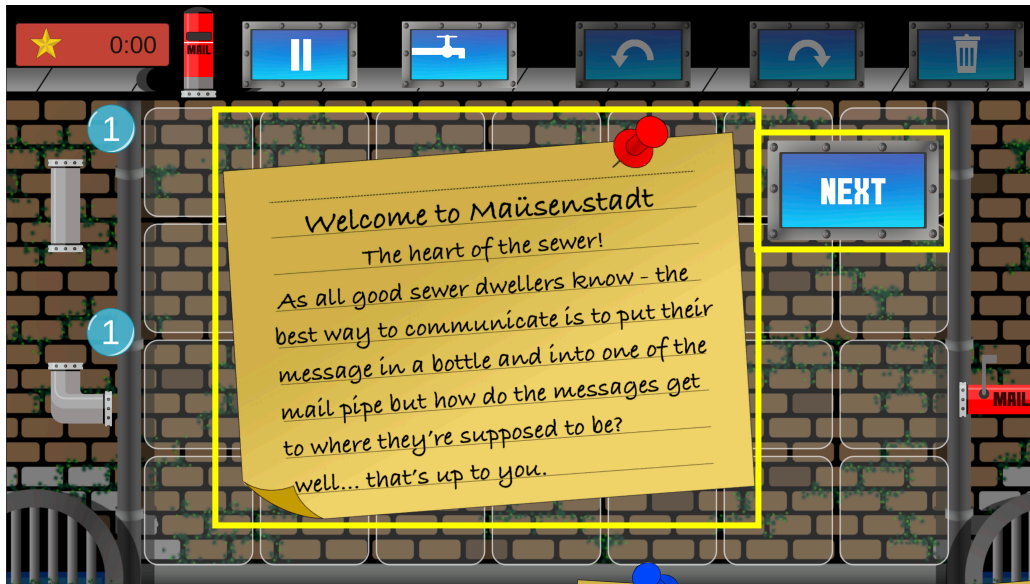 0:00
MAIL
1
1
NEXT
Welcome to Maüsenstadt
The heart of the sewer!
As all good sewer dwellers know - the
best way to communicate is to put their
message in a bottle and into one of the
mail pipe but how do the messages get
to where they're supposed to be?
well... that's up to you.
MAIL